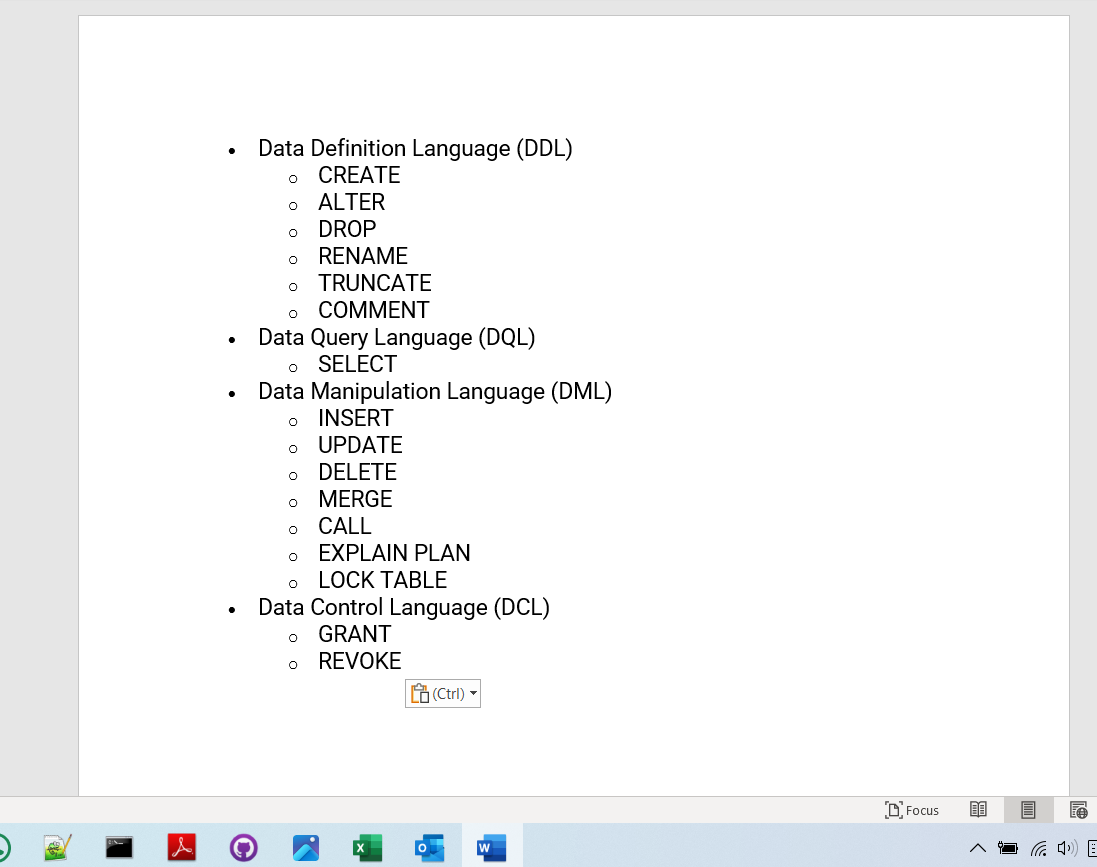 Data Definition Language (DDL)
CREATE
ALTER
DROP
RENAME
TRUNCATE
COMMENT
Data Query Language (DQL)
SELECT
Data Manipulation Language (DML)
INSERT
UPDATE
DELETE
MERGE
CALL
EXPLAIN PLAN
LOCK TABLE
Data Control Language (DCL)
GRANT
REVOKE
(Ctrl)
Focus